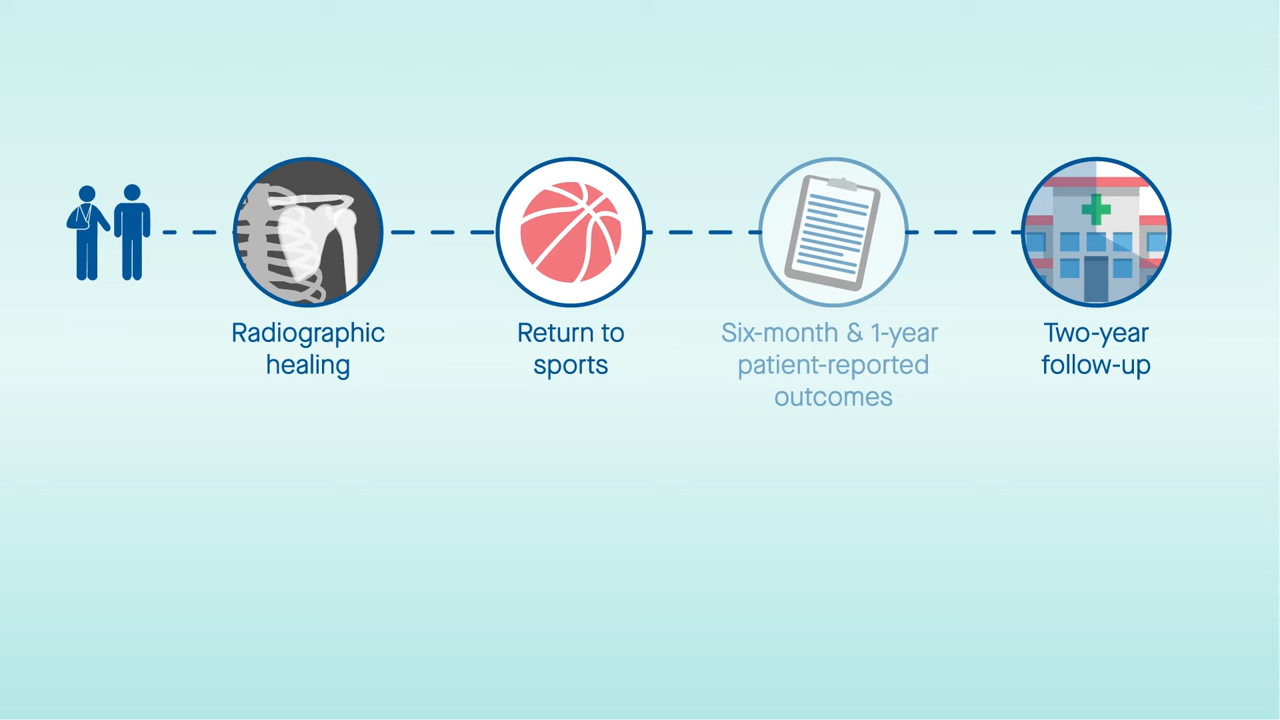 Radiographic
healing
Return to
sports
Six-month & 1-year
patient-reported
outcomes
Two-year
follow-up